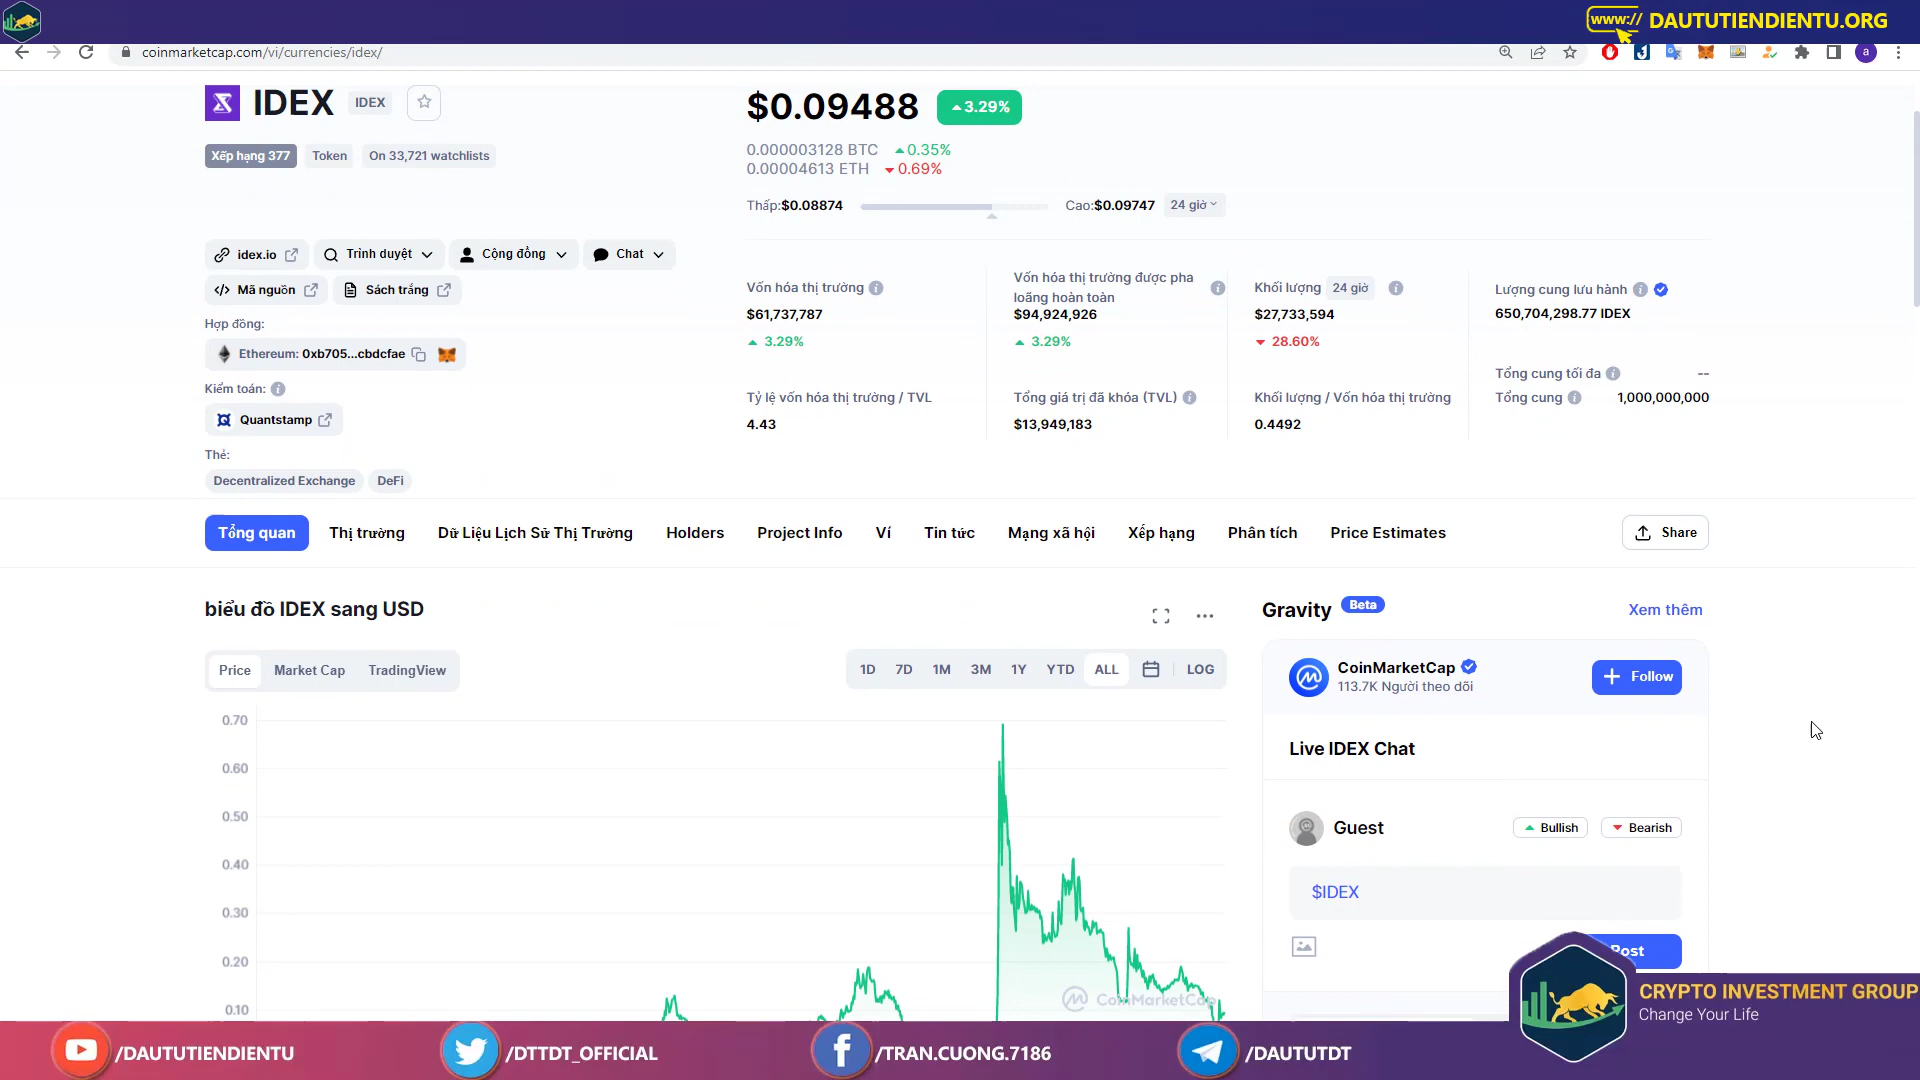 www:// DAUTUTIENDIENTU.ORG
coinmarketcap.com/vi/currencies/idex/
a
IDEX IDEX
$0.09488 3.29%
0.000003128 BTC 0.35%
0.00004613 ETH 0.69%
Xếp hạng 377 Token On 33,721 watchlists
Thấp:$0.08874 Cao:$0.09747 24 giờ
idex.io Trình duyệt Cộng đồng Chat
Mã nguồn Sách trắng
Hợp đồng:
Ethereum: 0xb705...cbdcfae
Kiểm toán:
Quantstamp
Thẻ:
Decentralized Exchange DeFi
Vốn hóa thị trường
$61,737,787
3.29%
Vốn hóa thị trường được pha
loãng hoàn toàn
$94,924,926
3.29%
Khối lượng 24 giờ
$27,733,594
28.60%
Lượng cung lưu hành
650,704,298.77 IDEX
Tổng cung tối đa --
Tổng cung 1,000,000,000
Tỷ lệ vốn hóa thị trường / TVL
4.43
Tổng giá trị đã khóa (TVL)
$13,949,183
Khối lượng / Vốn hóa thị trường
0.4492
Tổng quan Thị trường Dữ Liệu Lịch Sử Thị Trường Holders Project Info Ví Tin tức Mạng xã hội Xếp hạng Phân tích Price Estimates Share
biểu đồ IDEX sang USD
Price Market Cap TradingView
1D 7D 1M 3M 1Y YTD ALL LOG
0.70
0.60
0.50
0.40
0.30
0.20
0.10
CoinMarketCap
Gravity Beta Xem thêm
CoinMarketCap
113.7K Người theo dõi
Follow
Live IDEX Chat
Guest Bullish Bearish
$IDEX
Post
CRYPTO INVESTMENT GROUP
Change Your Life
/DAUTUTIENDIENTU /DTTDT_OFFICIAL /TRAN.CUONG.7186 /DAUTUTDT